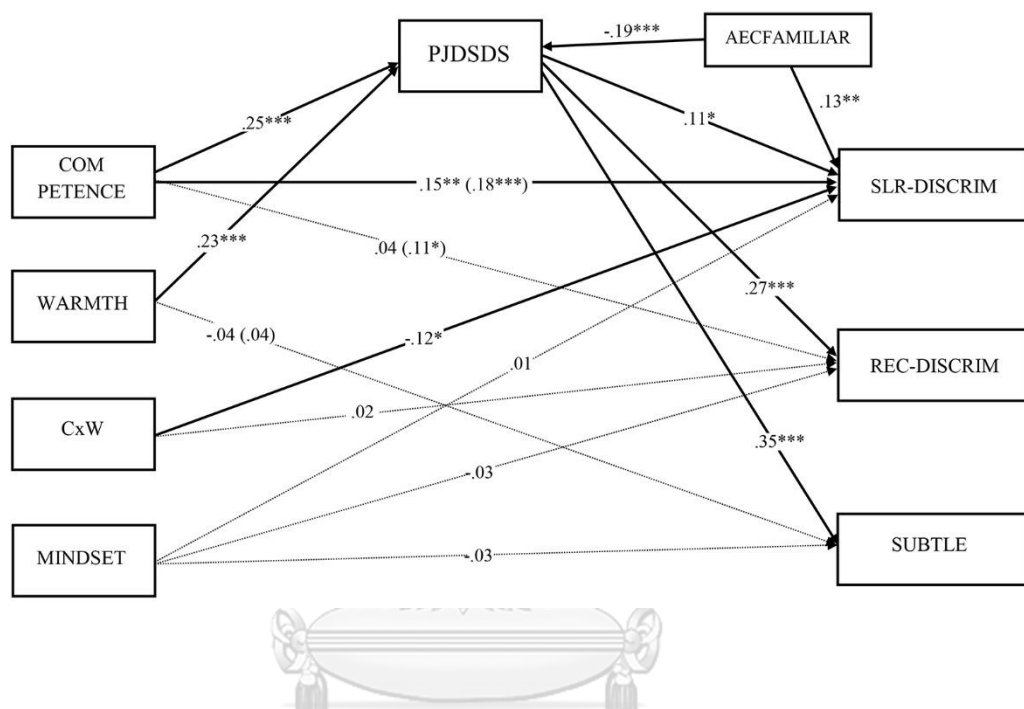 -.19***
AECFAMILIAR
PJDSDS
.13**
.11*
.25***
COM
PETENCE
.15** (.18***)
SLR-DISCRIM
.23***
.04 (.11*)
.27***
WARMTH
-.04 (.04)
-.12*
.01
REC-DISCRIM
.02
CxW
.35***
-.03
MINDSET
-.03
SUBTLE